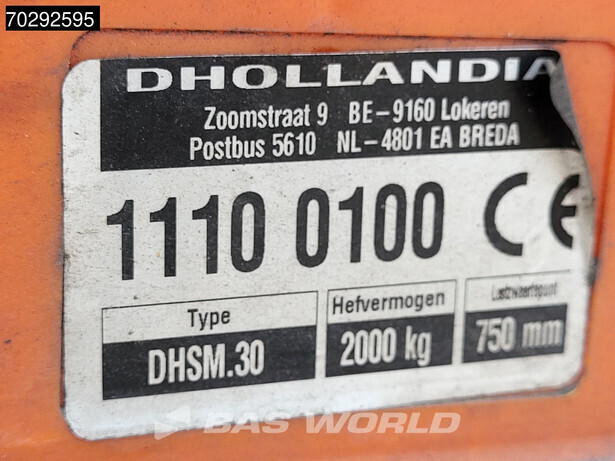 70292595
DHOLLANDIA
Zoomstraat 9 BE-9160 Lokeren
Postbus 5610 NL-4801 EA BREDA
1110 0100 CE
Type Hefvermogen Lastzwaartepunt
DHSM.30 2000 kg 750 mm
BAS WORLD